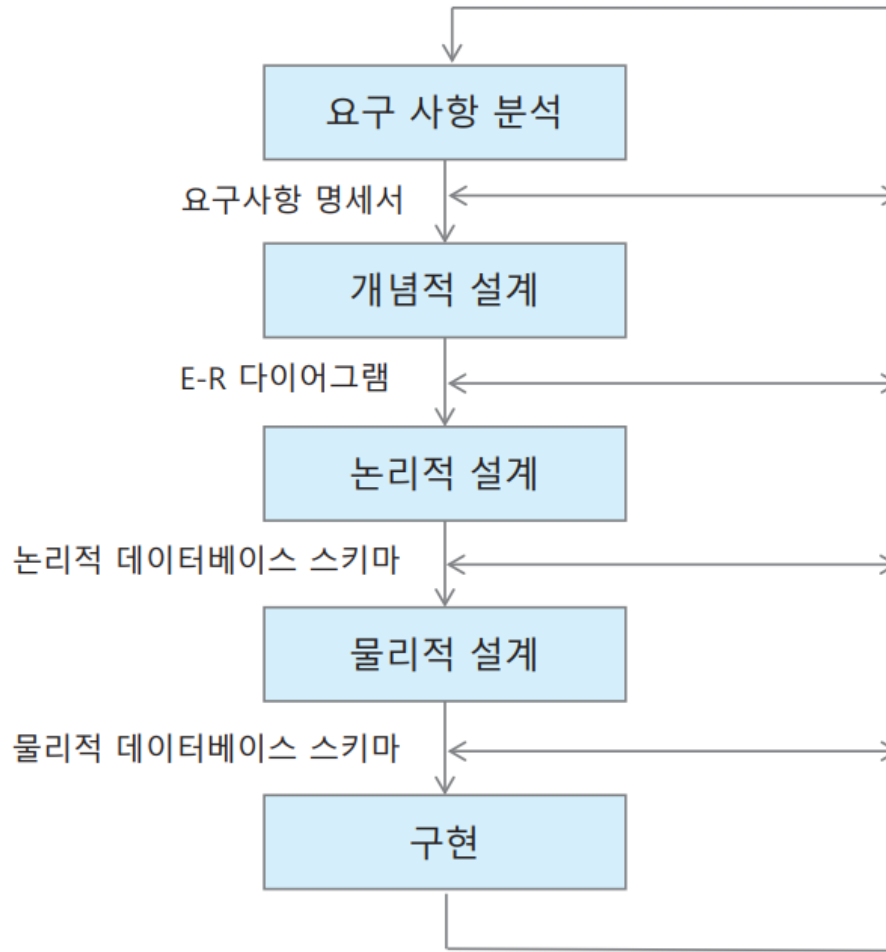 요구 사항 분석
요구사항 명세서
개념적 설계
E-R 다이어그램
논리적 설계
논리적 데이터베이스 스키마
물리적 설계
물리적 데이터베이스 스키마
구현